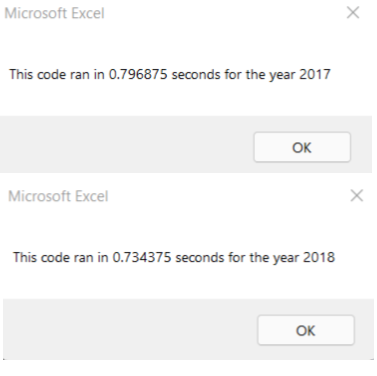 Microsoft Excel
This code ran in 0.796875 seconds for the year 2017
OK
Microsoft Excel
This code ran in 0.734375 seconds for the year 2018
OK